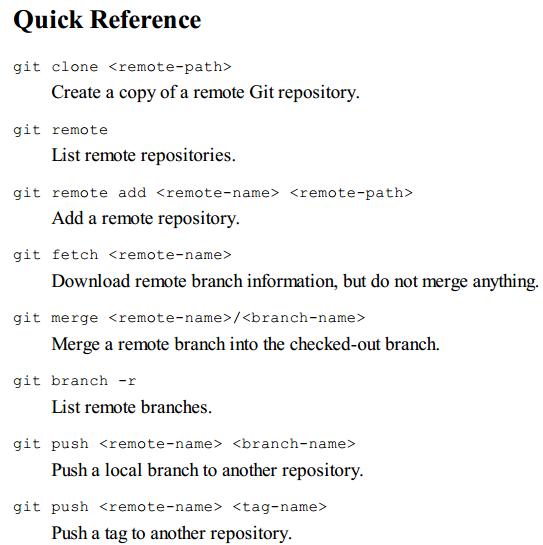 Quick Reference
git clone <remote-path>
Create a copy of a remote Git repository.
git remote
List remote repositories.
git remote add <remote-name> <remote-path>
Add a remote repository.
git fetch <remote-name>
Download remote branch information, but do not merge anything.
git merge <remote-name>/<branch-name>
Merge a remote branch into the checked-out branch.
git branch -r
List remote branches.
git push <remote-name> <branch-name>
Push a local branch to another repository.
git push <remote-name> <tag-name>
Push a tag to another repository.